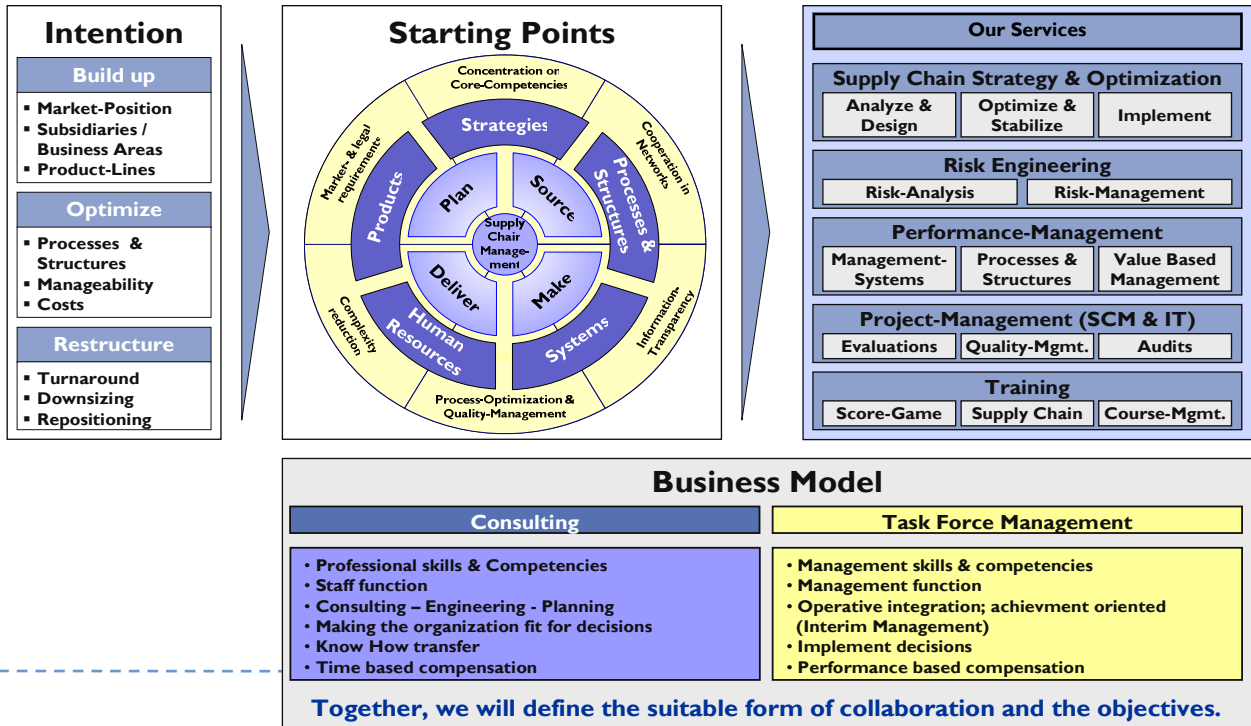 Intention
Build up
▪ Market-Position
▪ Subsidiaries /
Business Areas
▪ Product-Lines
Optimize
▪ Processes &
Structures
▪ Manageability
▪ Costs
Restructure
▪ Turnaround
▪ Downsizing
▪ Repositioning
Starting Points
Concentration on
Core-Competencies
Cooperation in
Networks
Information-
Transparency
Process-Optimization &
Quality-Management
Complexity
reduction
Market- & legal
requirements
Strategies
Processes &
Structures
Systems
Human
Resources
Products
Plan
Source
Make
Deliver
Supply
Chain
Manage-
ment
Our Services
Supply Chain Strategy & Optimization
Analyze &
Design
Optimize &
Stabilize
Implement
Risk Engineering
Risk-Analysis
Risk-Management
Performance-Management
Management-
Systems
Processes &
Structures
Value Based
Management
Project-Management (SCM & IT)
Evaluations
Quality-Mgmt.
Audits
Training
Score-Game
Supply Chain
Course-Mgmt.
Business Model
Consulting
• Professional skills & Competencies
• Staff function
• Consulting – Engineering - Planning
• Making the organization fit for decisions
• Know How transfer
• Time based compensation
Task Force Management
• Management skills & competencies
• Management function
• Operative integration; achievment oriented
(Interim Management)
• Implement decisions
• Performance based compensation
Together, we will define the suitable form of collaboration and the objectives.